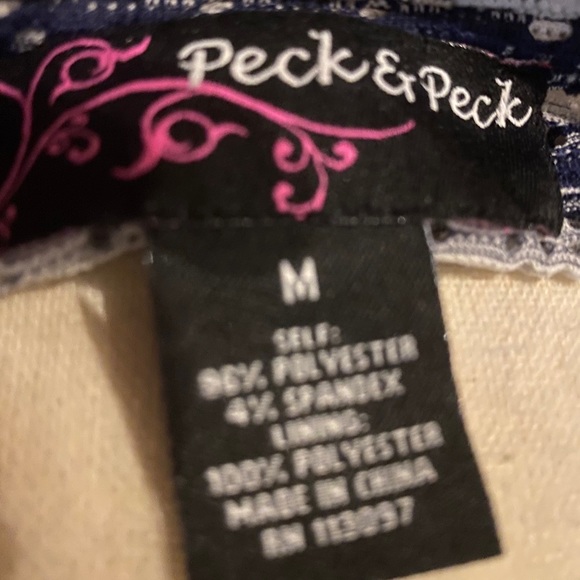 Peck & Peck
M
SELF:
96% POLYESTER
4% SPANDEX
LINING:
100% POLYESTER
MADE IN CHINA
RN 113097